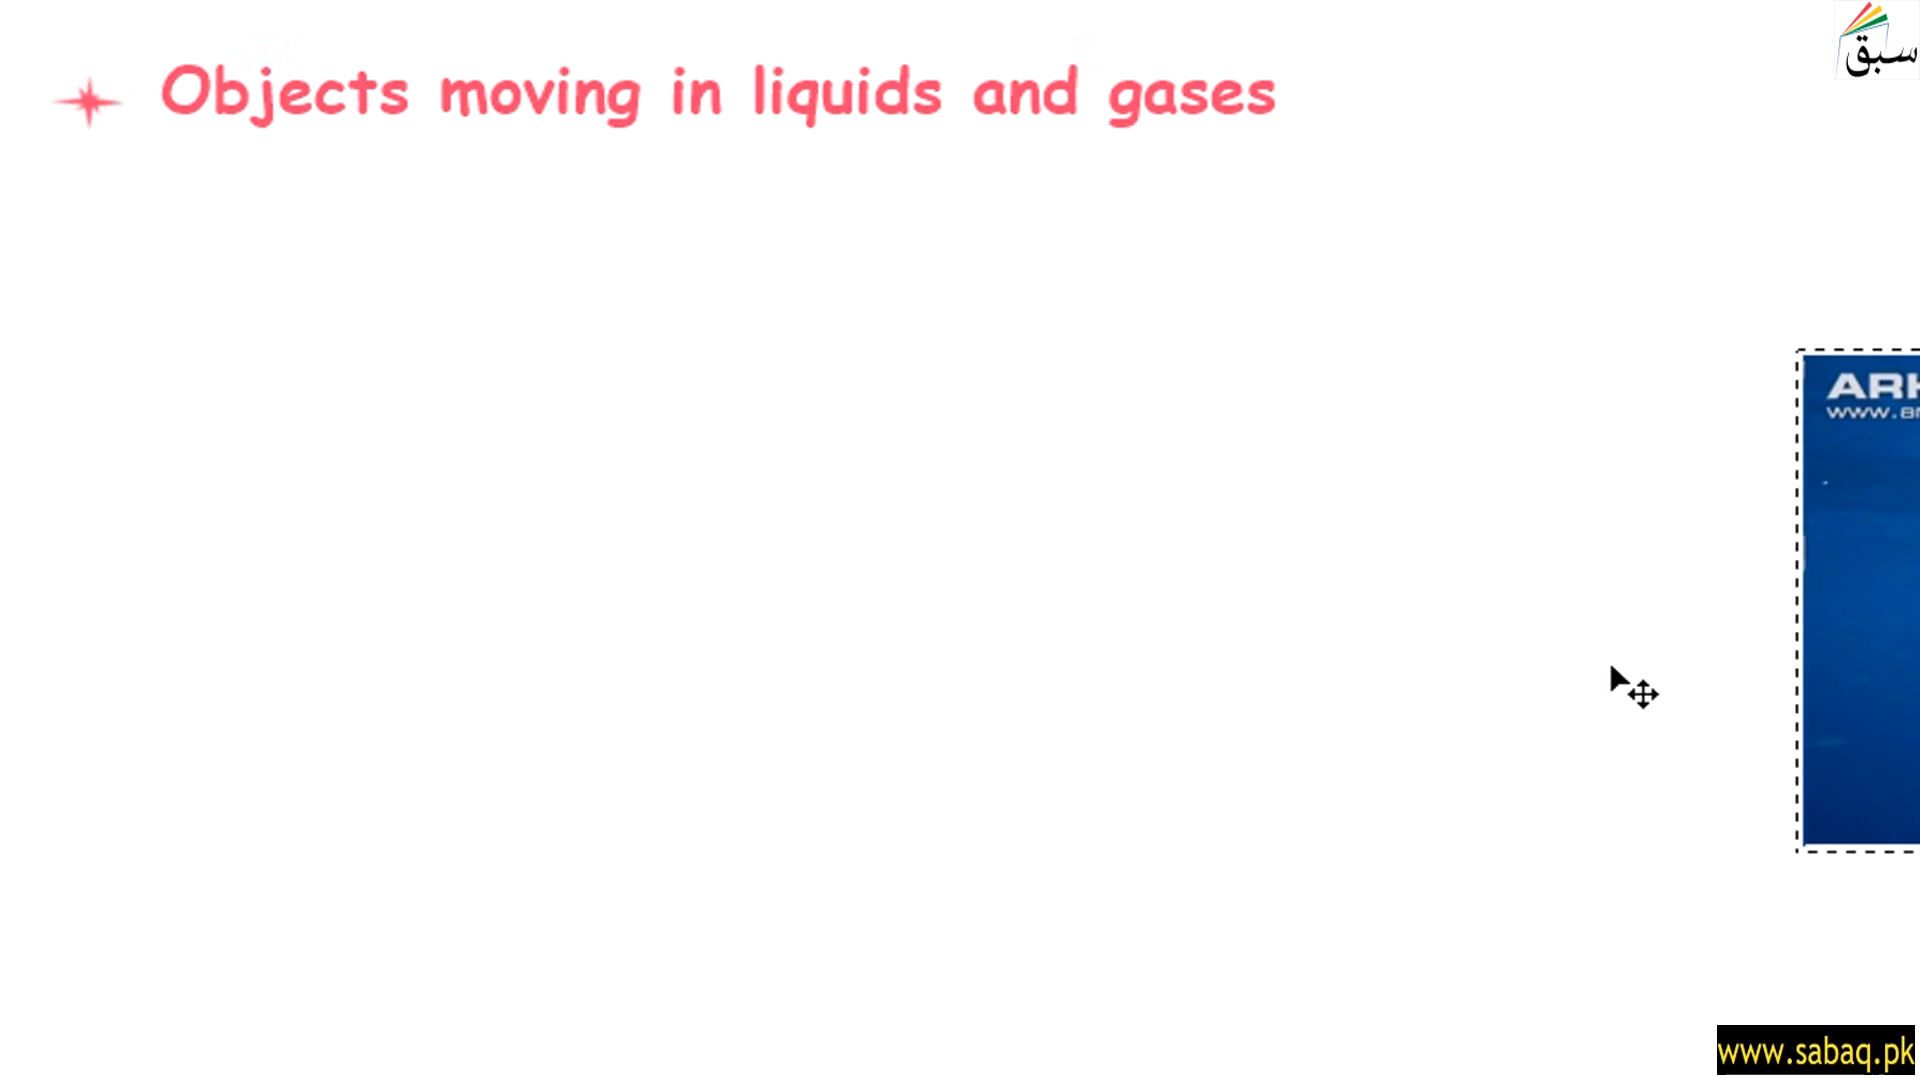 سبق
Objects moving in liquids and gases
www.sabaq.pk